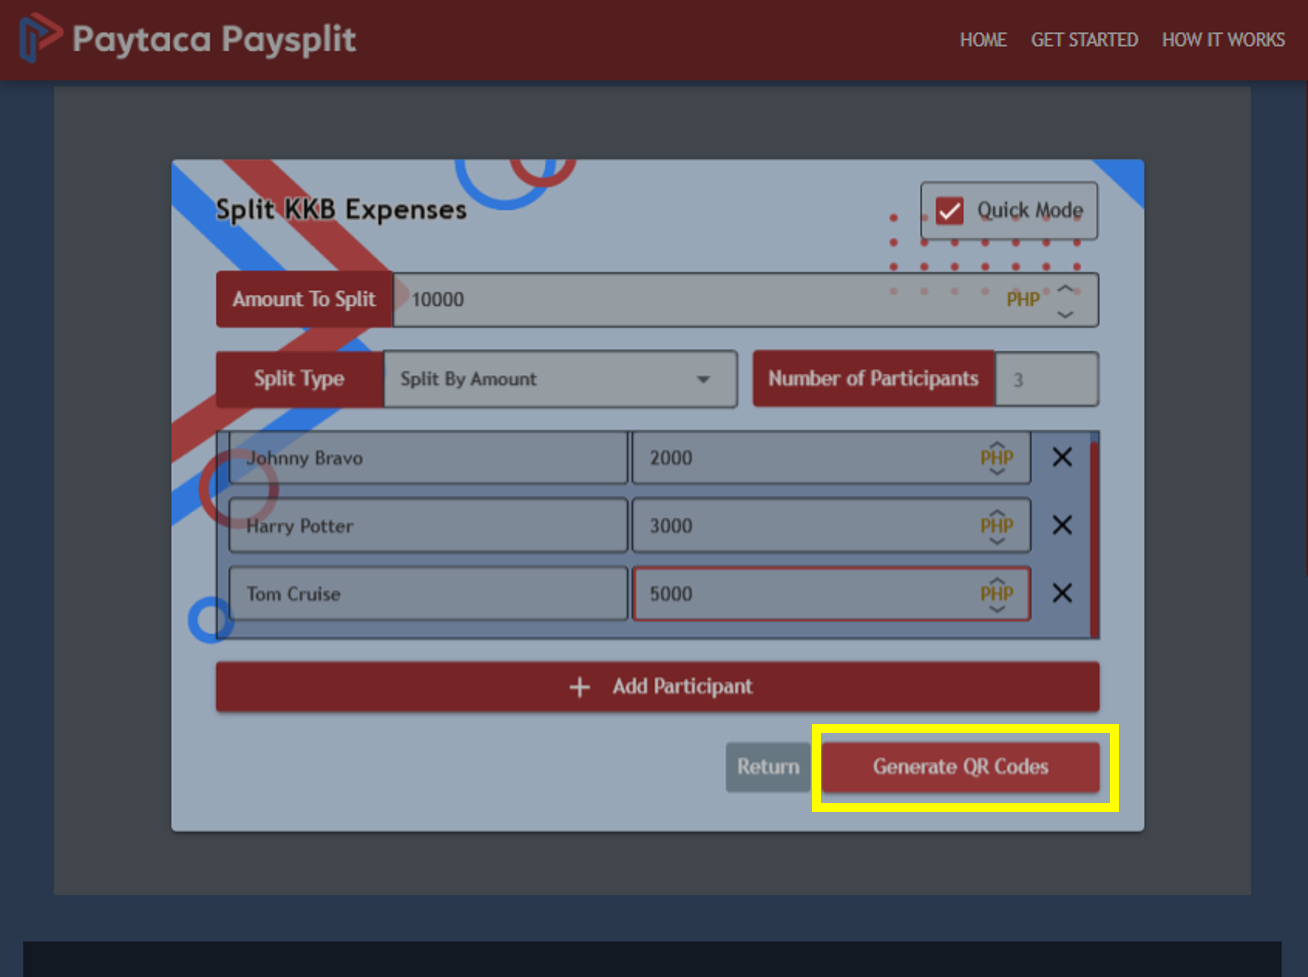 Paytaca Paysplit
HOME GET STARTED HOW IT WORKS
Split KKB Expenses
Quick Mode
Amount To Split 10000 PHP
Split Type Split By Amount Number of Participants 3
Johnny Bravo 2000 PHP
Harry Potter 3000 PHP
Tom Cruise 5000 PHP
+ Add Participant
Return Generate QR Codes